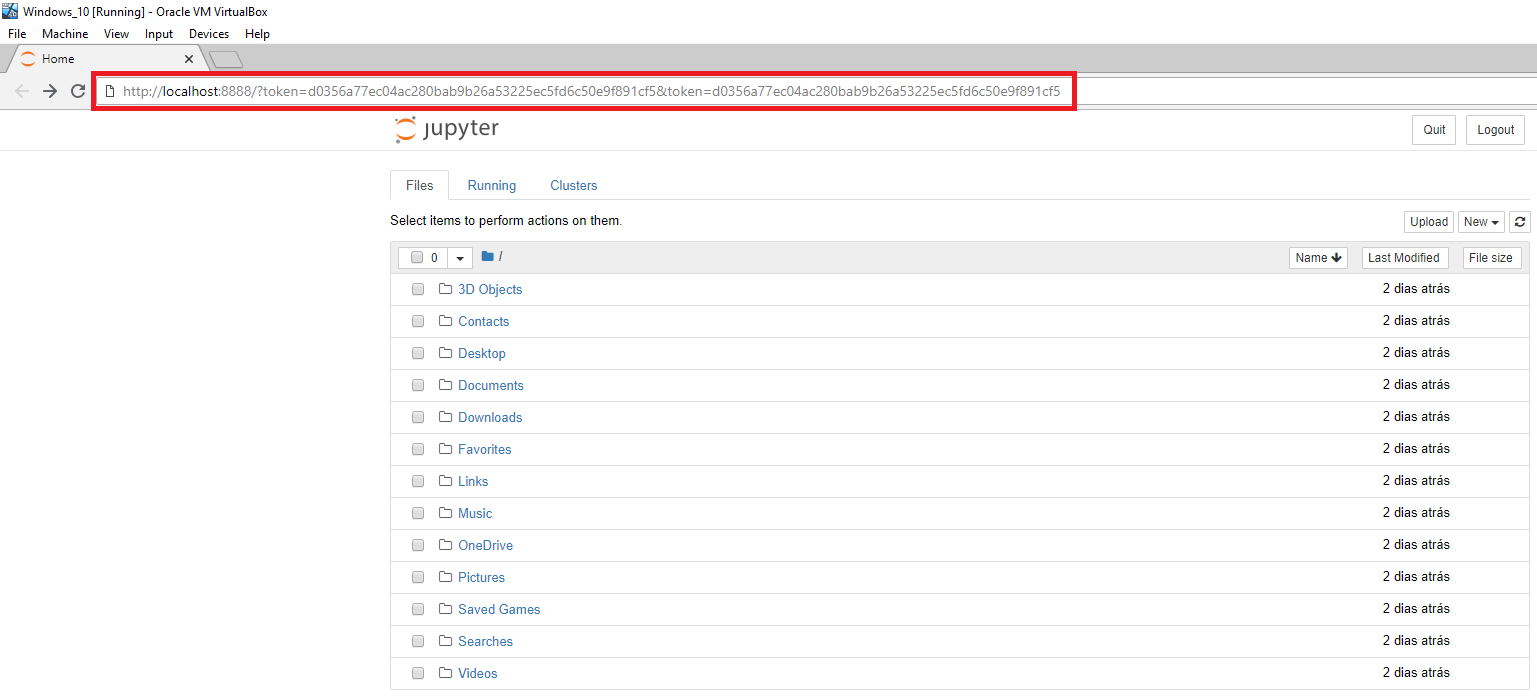 Windows_10 [Running] - Oracle VM VirtualBox
File Machine View Input Devices Help
Home
http://localhost:8888/?token=d0356a77ec04ac280bab9b26a53225ec5fd6c50e9f891cf5&token=d0356a77ec04ac280bab9b26a53225ec5fd6c50e9f891cf5
jupyter Quit Logout
Files Running Clusters
Select items to perform actions on them. Upload New
0 / Name Last Modified File size
3D Objects 2 dias atrás
Contacts 2 dias atrás
Desktop 2 dias atrás
Documents 2 dias atrás
Downloads 2 dias atrás
Favorites 2 dias atrás
Links 2 dias atrás
Music 2 dias atrás
OneDrive 2 dias atrás
Pictures 2 dias atrás
Saved Games 2 dias atrás
Searches 2 dias atrás
Videos 2 dias atrás